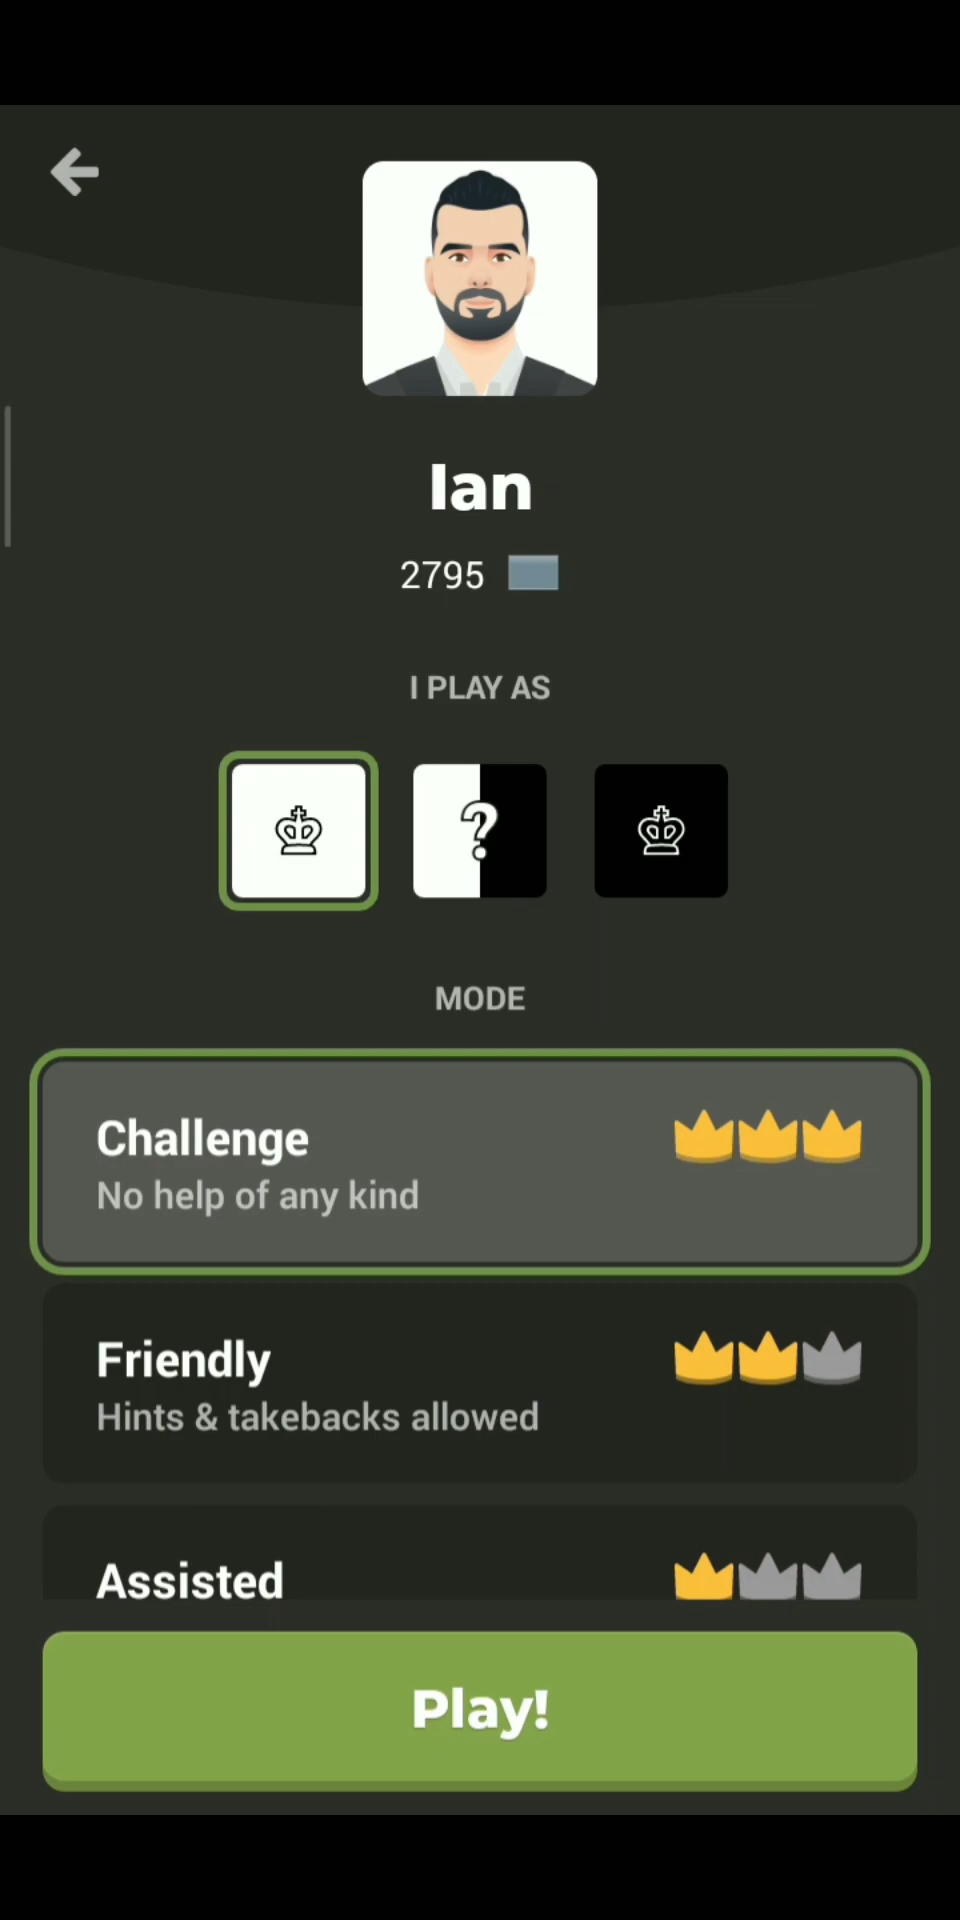 Ian
2795
I PLAY AS
?
MODE
Challenge
No help of any kind
Friendly
Hints & takebacks allowed
Assisted
Play!